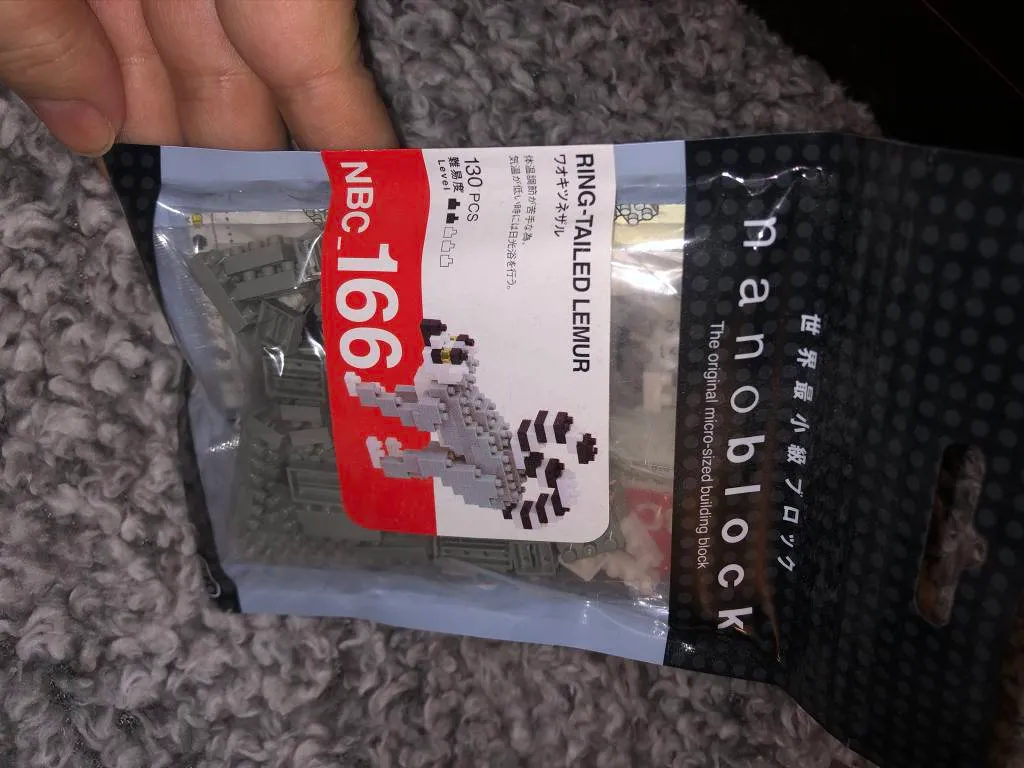 世界最小級ブロック
nanoblock
The original micro-sized building block
RING-TAILED LEMUR
ワオキツネザル
体温調節が苦手な為、
気温が低い時には日光浴を行う。
130 PCS
難易度
Level
NBC_166